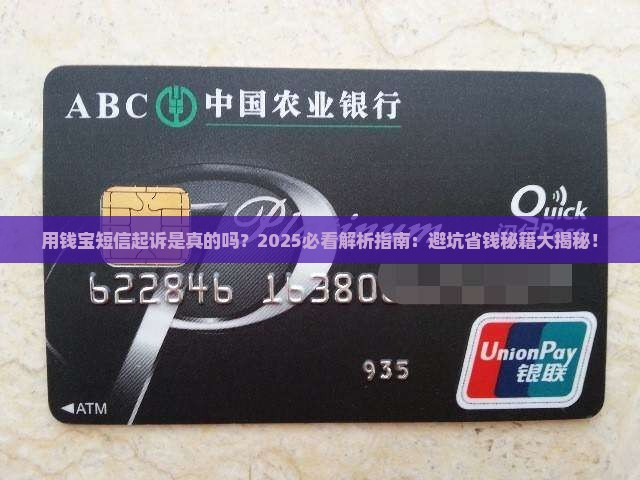 ABC 中国农业银行
Quick
用钱宝短信起诉是真的吗？2025必看解析指南：避坑省钱秘籍大揭秘！
622846 16380
UnionPay
银联
935
◀ATM